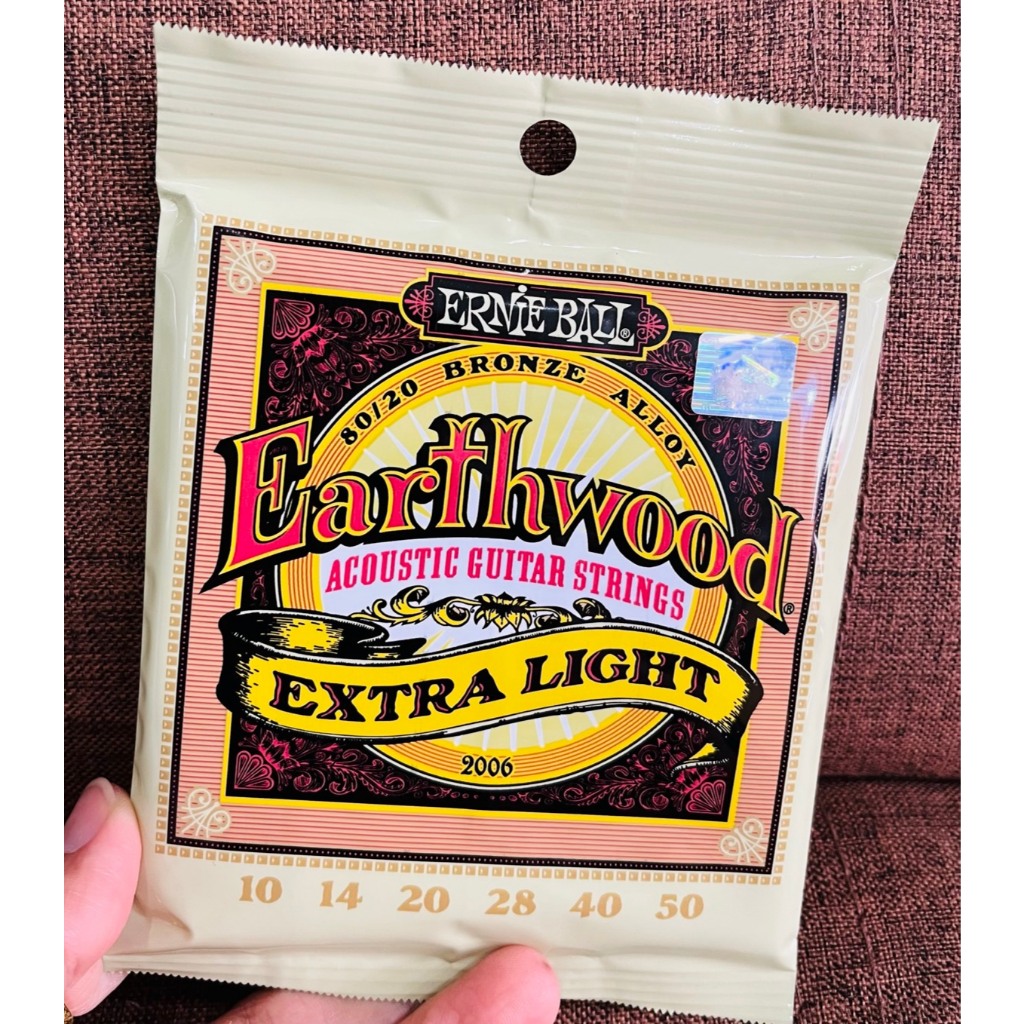 ERNIE BALL®
80/20 BRONZE ALLOY
Earthwood®
ACOUSTIC GUITAR STRINGS
EXTRA LIGHT
2006
10 14 20 28 40 50